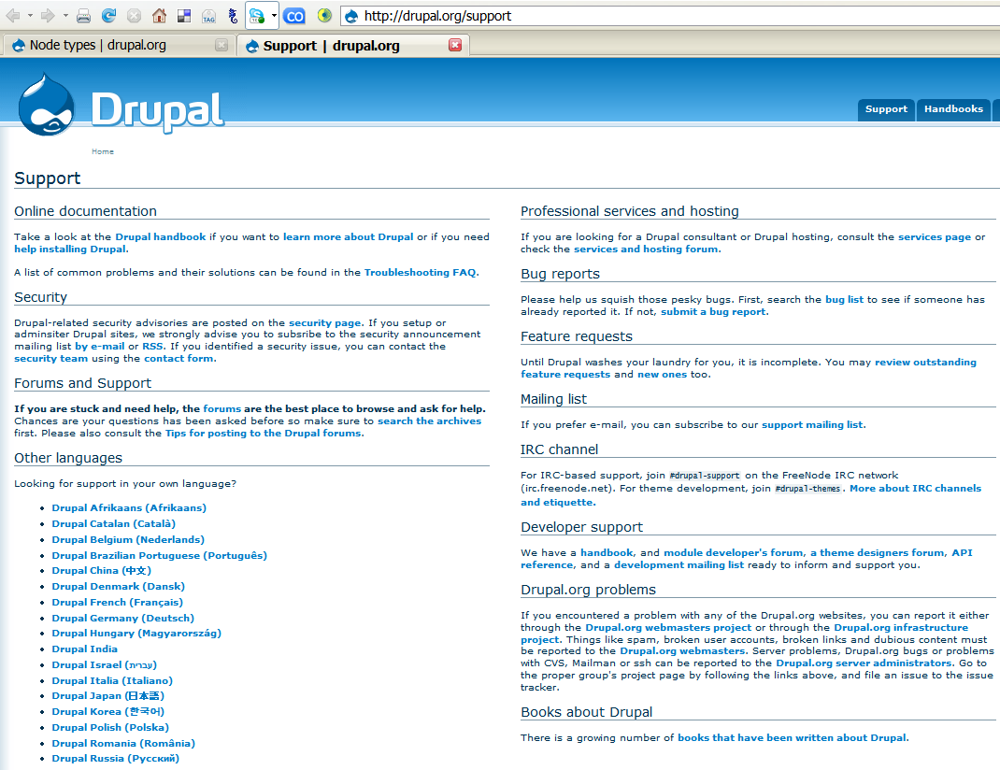 TAG
CO
http://drupal.org/support
Node types | drupal.org
Support | drupal.org
Drupal
Support
Handbooks
Home
Support
Online documentation
Take a look at the Drupal handbook if you want to learn more about Drupal or if you need
help installing Drupal.
A list of common problems and their solutions can be found in the Troubleshooting FAQ.
Security
Drupal-related security advisories are posted on the security page. If you setup or
adminsiter Drupal sites, we strongly advise you to subsribe to the security announcement
mailing list by e-mail or RSS. If you identified a security issue, you can contact the
security team using the contact form.
Forums and Support
If you are stuck and need help, the forums are the best place to browse and ask for help.
Chances are your questions has been asked before so make sure to search the archives
first. Please also consult the Tips for posting to the Drupal forums.
Other languages
Looking for support in your own language?
Drupal Afrikaans (Afrikaans)
Drupal Catalan (Català)
Drupal Belgium (Nederlands)
Drupal Brazilian Portuguese (Português)
Drupal China (中文)
Drupal Denmark (Dansk)
Drupal French (Français)
Drupal Germany (Deutsch)
Drupal Hungary (Magyarország)
Drupal India
Drupal Israel (עברית)
Drupal Italia (Italiano)
Drupal Japan (日本語)
Drupal Korea (한국어)
Drupal Polish (Polska)
Drupal Romania (România)
Drupal Russia (Русский)
Professional services and hosting
If you are looking for a Drupal consultant or Drupal hosting, consult the services page or
check the services and hosting forum.
Bug reports
Please help us squish those pesky bugs. First, search the bug list to see if someone has
already reported it. If not, submit a bug report.
Feature requests
Until Drupal washes your laundry for you, it is incomplete. You may review outstanding
feature requests and new ones too.
Mailing list
If you prefer e-mail, you can subscribe to our support mailing list.
IRC channel
For IRC-based support, join #drupal-support on the FreeNode IRC network
(irc.freenode.net). For theme development, join #drupal-themes. More about IRC channels
and etiquette.
Developer support
We have a handbook, and module developer's forum, a theme designers forum, API
reference, and a development mailing list ready to inform and support you.
Drupal.org problems
If you encountered a problem with any of the Drupal.org websites, you can report it either
through the Drupal.org webmasters project or through the Drupal.org infrastructure
project. Things like spam, broken user accounts, broken links and dubious content must
be reported to the Drupal.org webmasters. Server problems, Drupal.org bugs or problems
with CVS, Mailman or ssh can be reported to the Drupal.org server administrators. Go to
the proper group's project page by following the links above, and file an issue to the issue
tracker.
Books about Drupal
There is a growing number of books that have been written about Drupal.